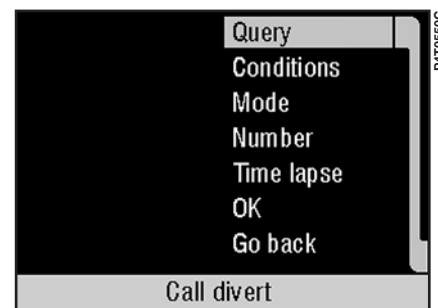 Query
Conditions
Mode
Number
Time lapse
OK
Go back
Call divert